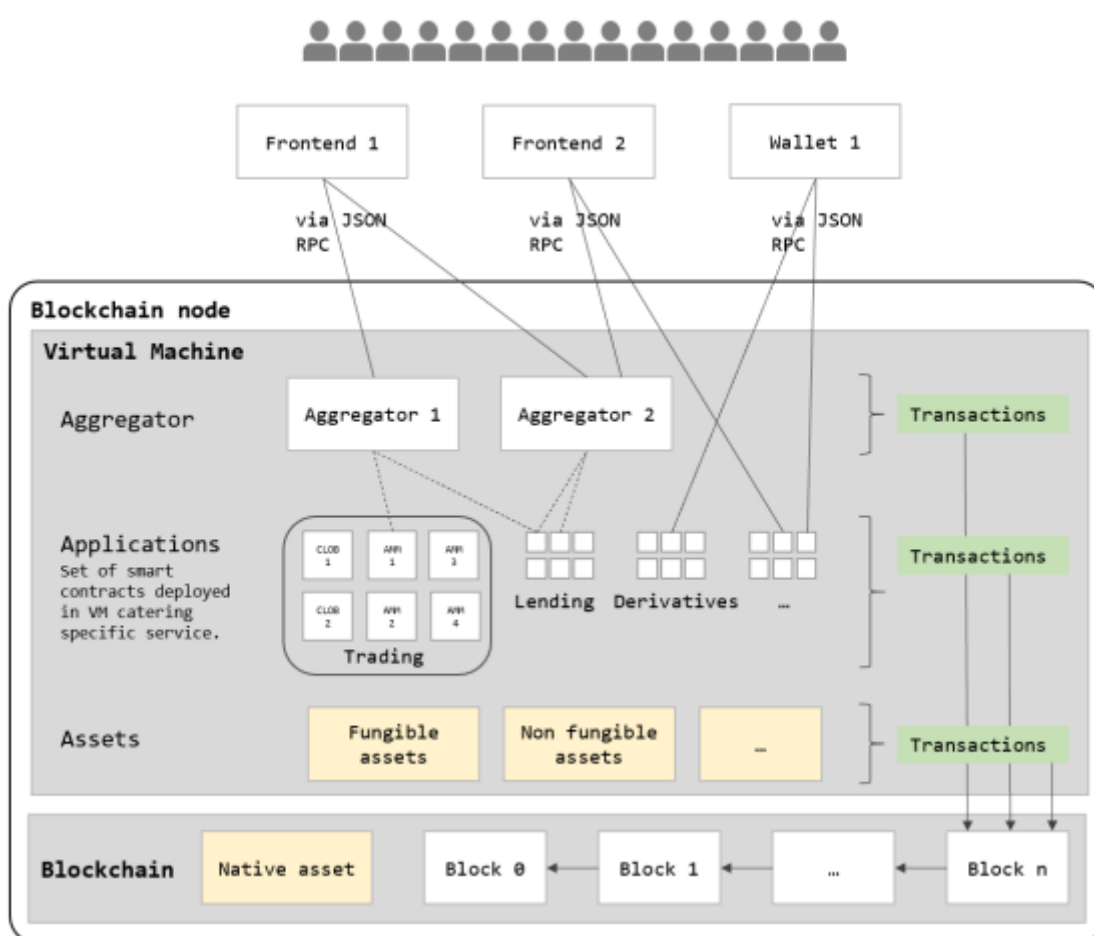 Frontend 1
Frontend 2
Wallet 1
via JSON
RPC
via JSON
RPC
via JSON
RPC
Blockchain node
Virtual Machine
Aggregator
Aggregator 1
Aggregator 2
Transactions
Applications
Set of smart
contracts deployed
in VM catering
specific service.
CLOB
1
AMM
1
AMM
3
CLOB
2
AMM
2
AMM
4
Trading
Lending
Derivatives
…
Transactions
Assets
Fungible
assets
Non fungible
assets
…
Transactions
Blockchain
Native asset
Block 0
Block 1
…
Block n